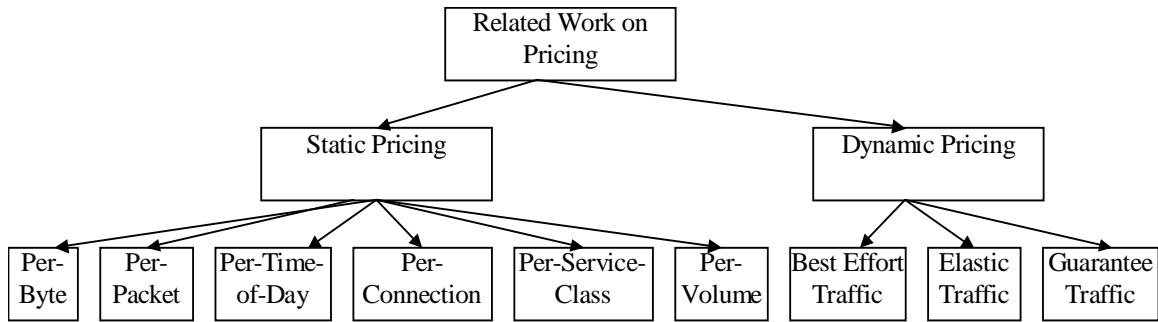 Related Work on
Pricing
Static Pricing
Dynamic Pricing
Per-
Byte
Per-
Packet
Per-Time-
of-Day
Per-
Connection
Per-Service-
Class
Per-
Volume
Best Effort
Traffic
Elastic
Traffic
Guarantee
Traffic